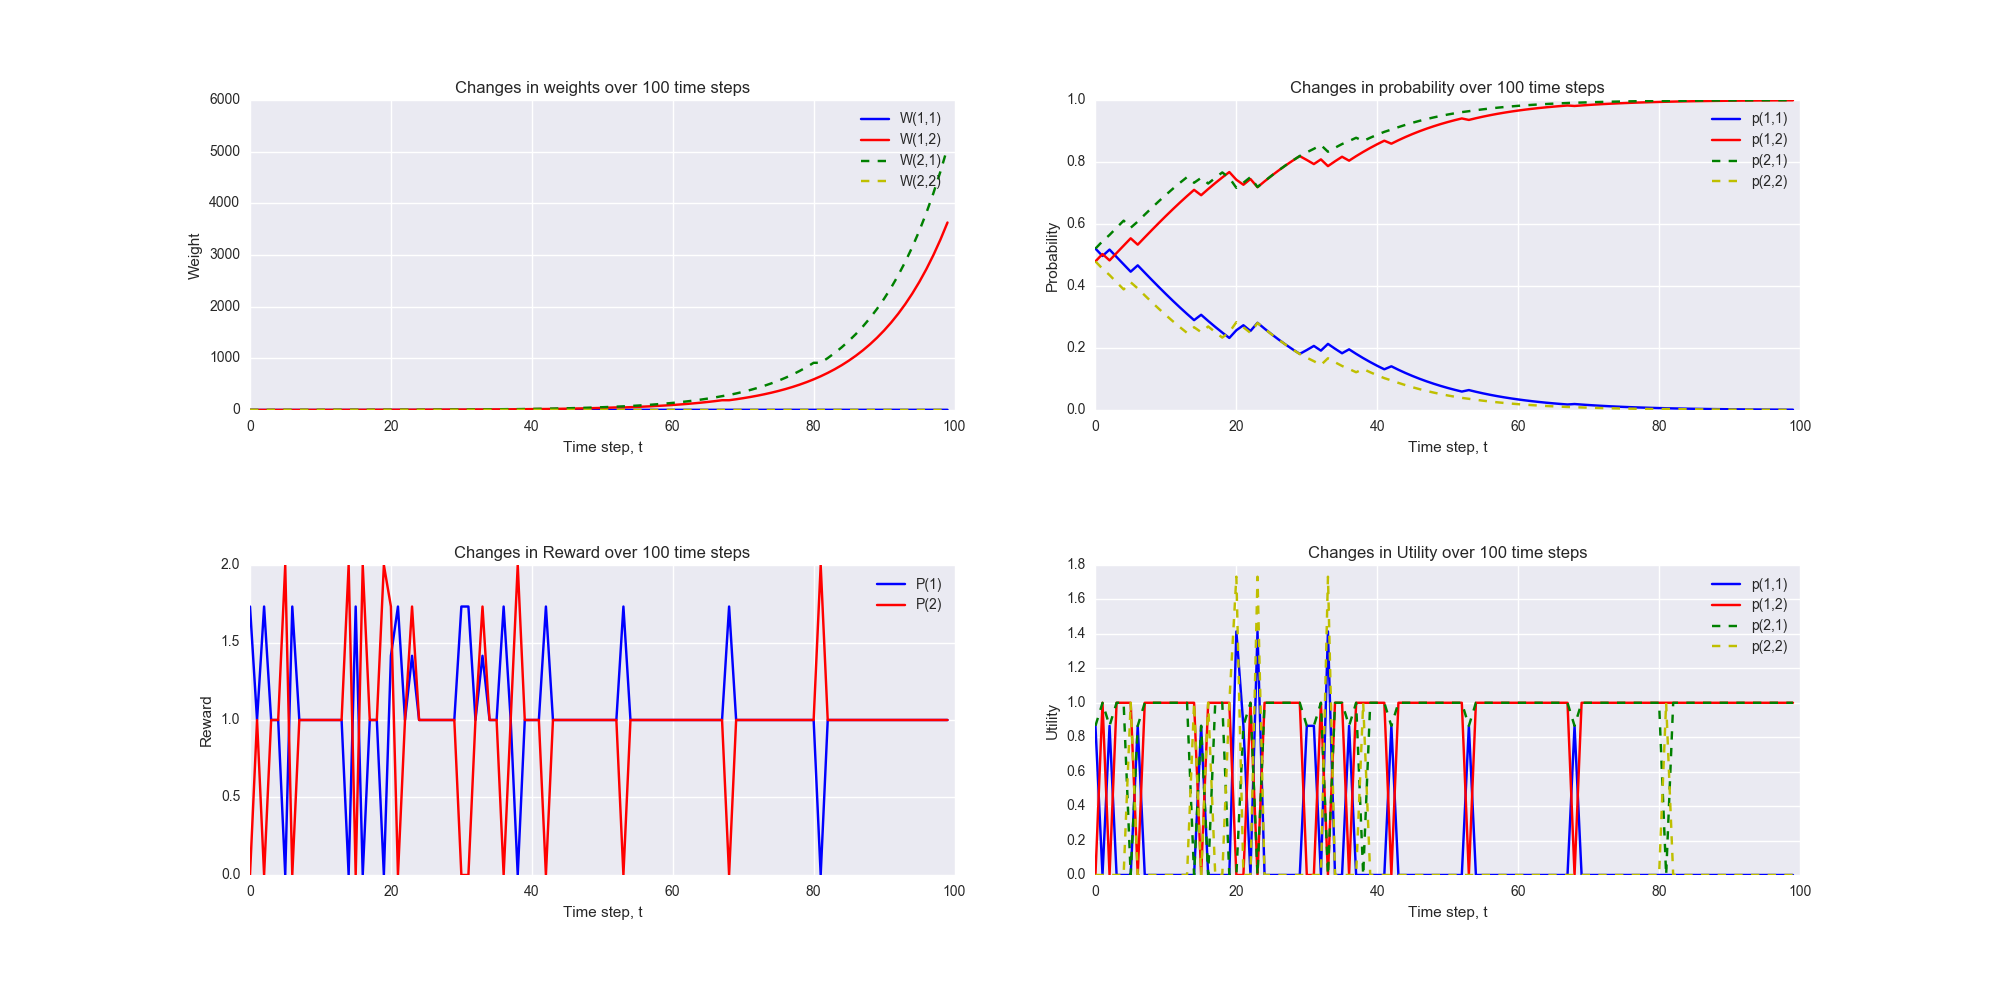 Changes in weights over 100 time steps
6000
5000
4000
3000
2000
1000
0
Weight
0 20 40 60 80 100
Time step, t
W(1,1)
W(1,2)
W(2,1)
W(2,2)
Changes in probability over 100 time steps
1.0
0.8
0.6
0.4
0.2
0.0
Probability
0 20 40 60 80 100
Time step, t
p(1,1)
p(1,2)
p(2,1)
p(2,2)
Changes in Reward over 100 time steps
2.0
1.5
1.0
0.5
0.0
Reward
0 20 40 60 80 100
Time step, t
P(1)
P(2)
Changes in Utility over 100 time steps
1.8
1.6
1.4
1.2
1.0
0.8
0.6
0.4
0.2
0.0
Utility
0 20 40 60 80 100
Time step, t
p(1,1)
p(1,2)
p(2,1)
p(2,2)